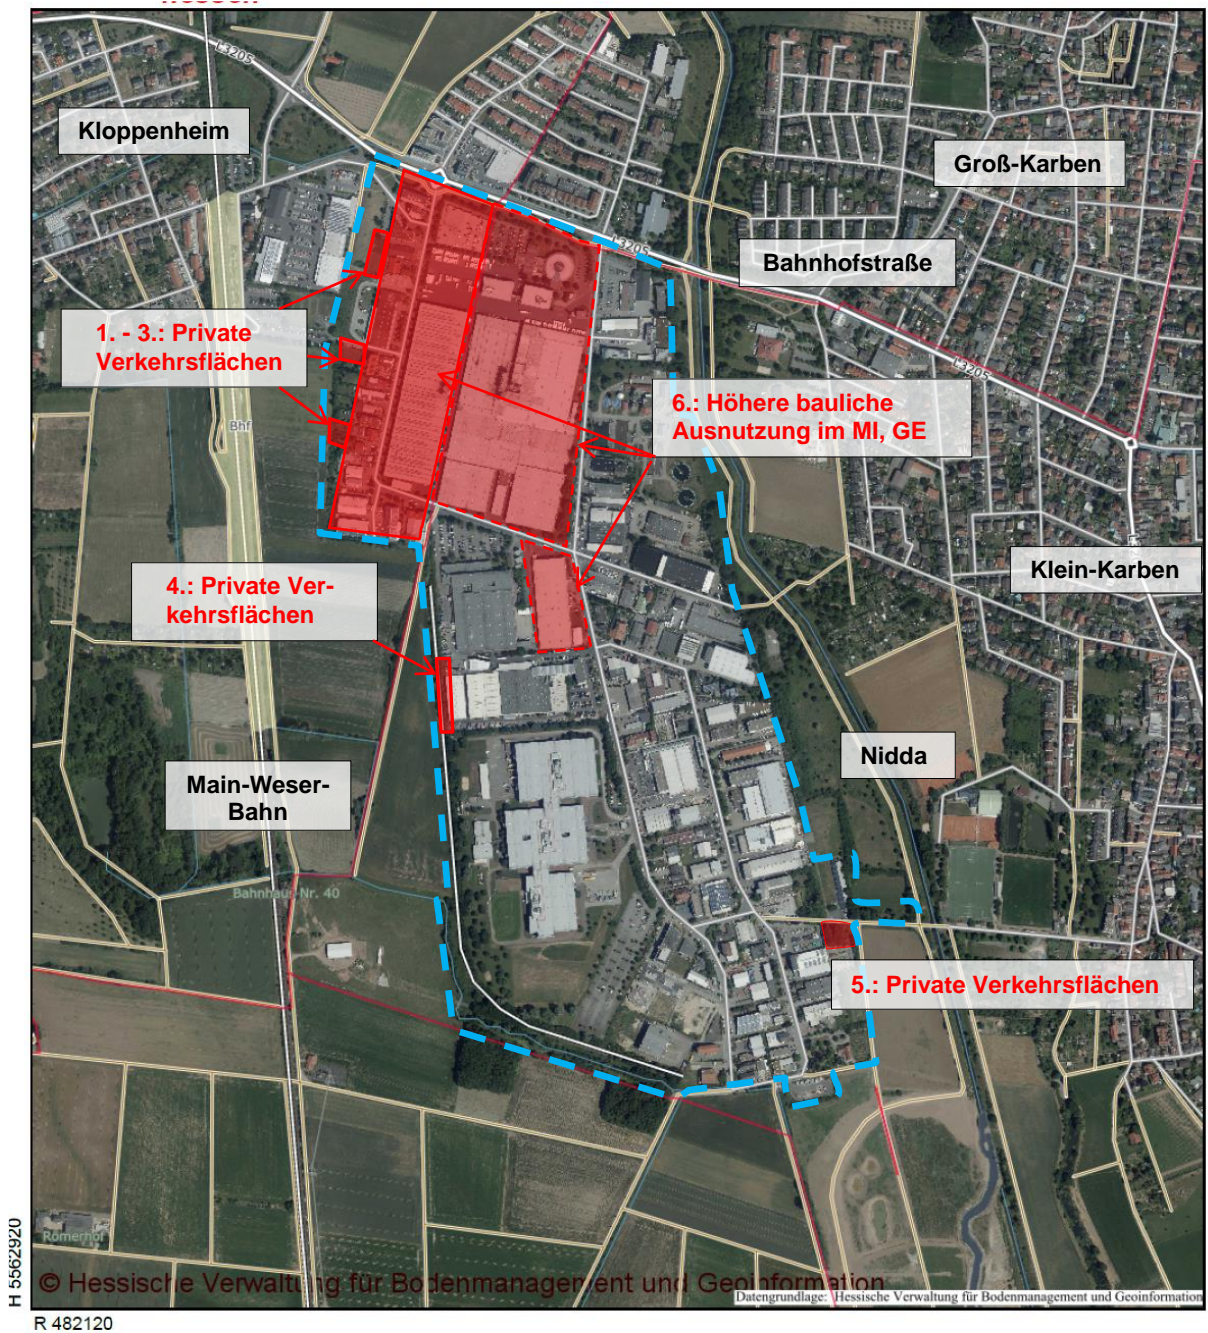 L3205
Kloppenheim
Groß-Karben
L3205
Bahnhofstraße
1. - 3.: Private
Verkehrsflächen
L3205
6.: Höhere bauliche
Ausnutzung im MI, GE
Bhf
Klein-Karben
4.: Private Ver-
kehrsflächen
Nidda
Main-Weser-
Bahn
Bahnhaus Nr. 40
5.: Private Verkehrsflächen
Römerhof
© Hessische Verwaltung für Bodenmanagement und Geoinformation
Datengrundlage: Hessische Verwaltung für Bodenmanagement und Geoinformation
H 5562920
R 482120